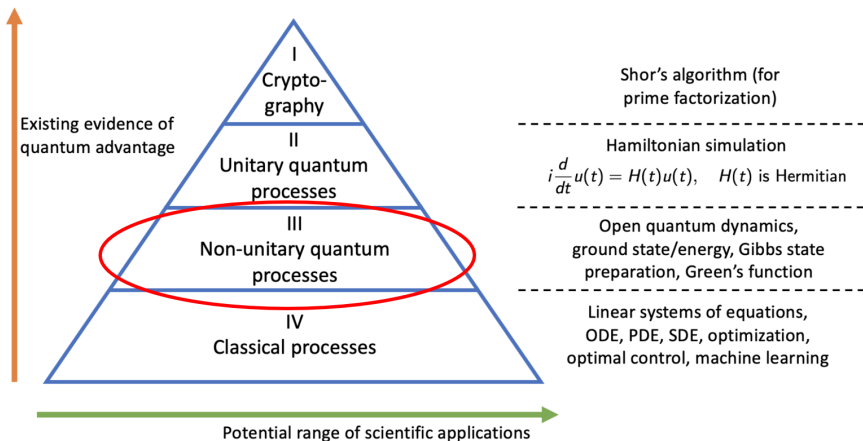 I
Crypto-
graphy
Shor's algorithm (for
prime factorization)
Existing evidence of
quantum advantage
II
Unitary quantum
processes
Hamiltonian simulation
i d/dt u(t) = H(t)u(t), H(t) is Hermitian
III
Non-unitary quantum
processes
Open quantum dynamics,
ground state/energy, Gibbs state
preparation, Green's function
IV
Classical processes
Linear systems of equations,
ODE, PDE, SDE, optimization,
optimal control, machine learning
Potential range of scientific applications